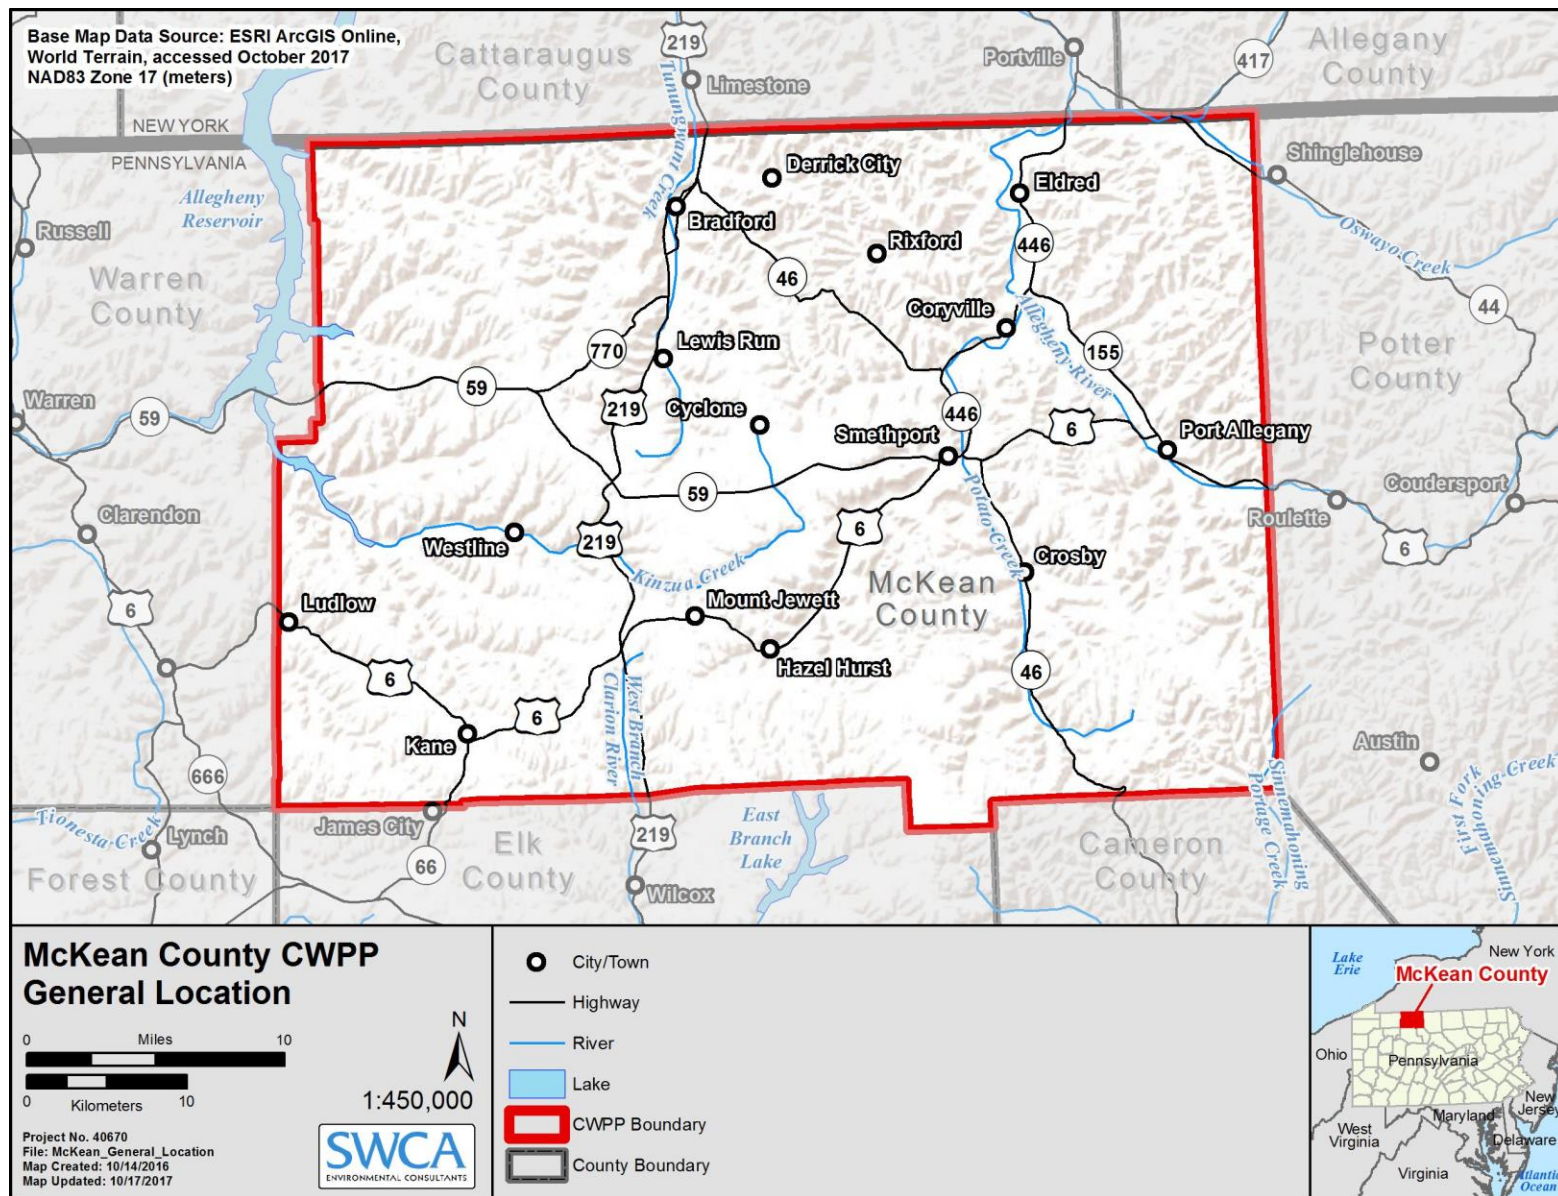 Base Map Data Source: ESRI ArcGIS Online,
World Terrain, accessed October 2017
NAD83 Zone 17 (meters)
Cattaraugus
County
219
Limestone
Portville
417
Allegany
County
NEW YORK
PENNSYLVANIA
Tunungwant Creek
Derrick City
Eldred
Shinglehouse
Allegheny
Reservoir
Russell
Bradford
Rixford
446
Oswayo Creek
Warren
County
46
Coryville
Allegheny River
44
770
Lewis Run
155
Potter
County
59
Warren
59
219
Cyclone
446
Smethport
6
Port Allegany
59
Potato Creek
Coudersport
Roulette
Clarendon
Westline
219
6
6
Kinzua Creek
Crosby
McKean
County
6
Ludlow
Mount Jewett
Hazel Hurst
6
46
West Branch
Clarion River
6
Kane
Austin
666
Sinnemahoning
Portage Creek
First Fork
Sinnemahoning Creek
Tionesta Creek
Lynch
James City
Elk
County
219
East
Branch
Lake
Cameron
County
Forest County
66
Wilcox
McKean County CWPP
General Location
0 Miles 10
0 Kilometers 10
N
1:450,000
Project No. 40670
File: McKean_General_Location
Map Created: 10/14/2016
Map Updated: 10/17/2017
SWCA
ENVIRONMENTAL CONSULTANTS
City/Town
Highway
River
Lake
CWPP Boundary
County Boundary
Lake
Erie
New York
McKean County
Ohio
Pennsylvania
New
Jersey
Maryland
West
Virginia
Delaware
Virginia
Atlantic
Ocean